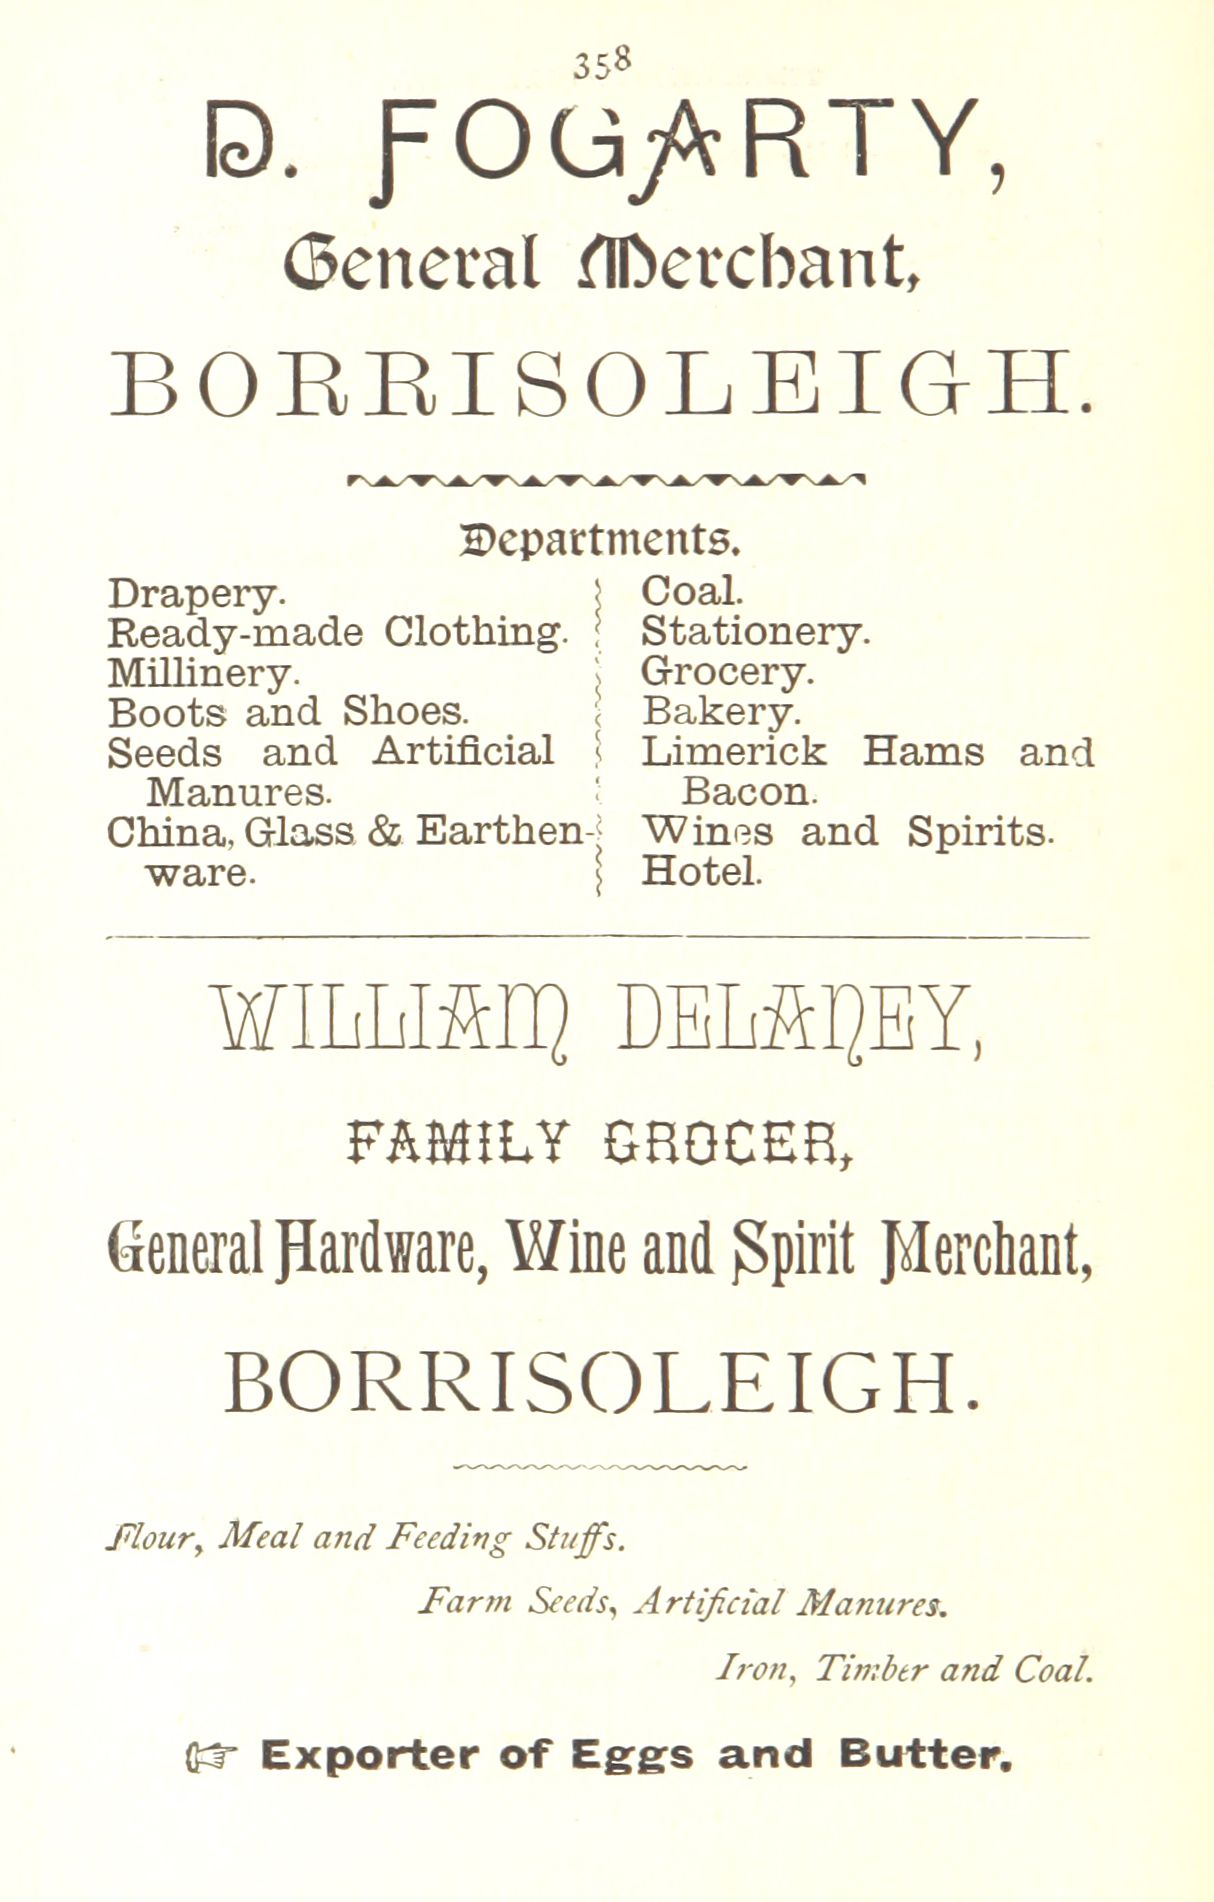 358
D. FOGARTY,
General Merchant,
BORRISOLEIGH.
Departments.
Drapery.
Ready-made Clothing.
Millinery.
Boots and Shoes.
Seeds and Artificial
Manures.
China, Glass & Earthen-
ware.
Coal.
Stationery.
Grocery.
Bakery.
Limerick Hams and
Bacon.
Wines and Spirits.
Hotel.
WILLIAM DELANEY,
FAMILY GROCER,
General Hardware, Wine and Spirit Merchant,
BORRISOLEIGH.
Flour, Meal and Feeding Stuffs.
Farm Seeds, Artificial Manures.
Iron, Timber and Coal.
☞ Exporter of Eggs and Butter.